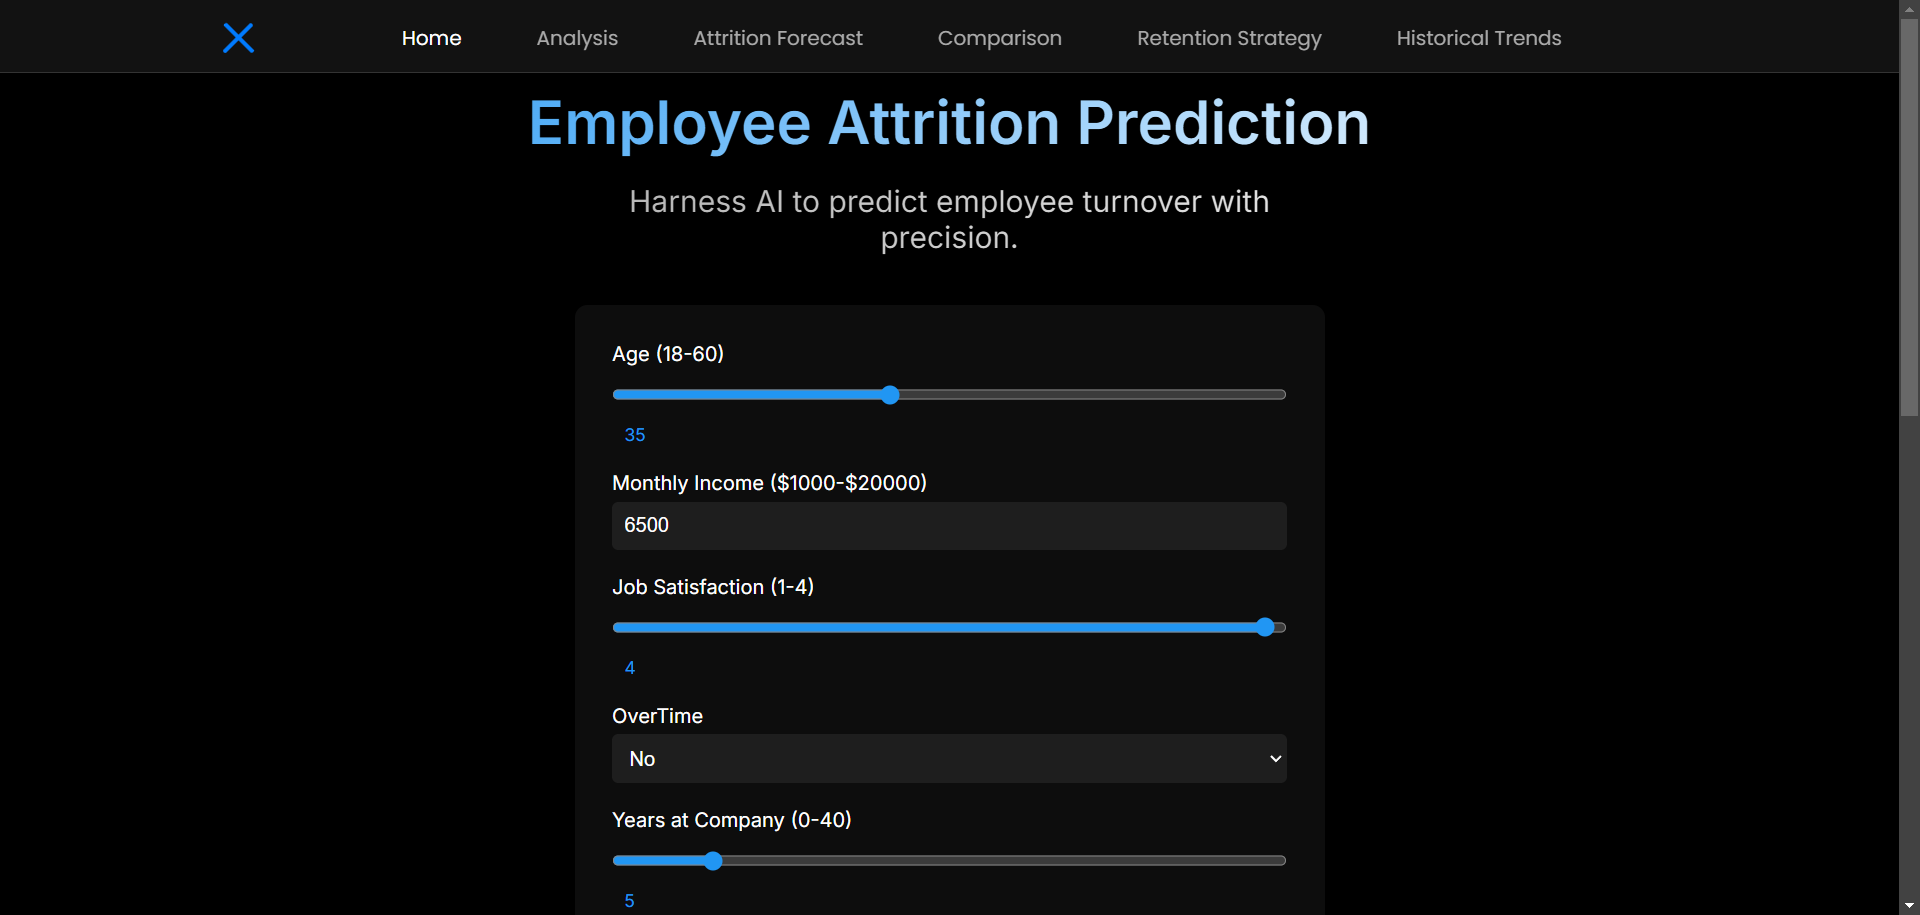 Home Analysis Attrition Forecast Comparison Retention Strategy Historical Trends
Employee Attrition Prediction
Harness AI to predict employee turnover with
precision.
Age (18-60)
35
Monthly Income ($1000-$20000)
6500
Job Satisfaction (1-4)
4
OverTime
No
Years at Company (0-40)
5